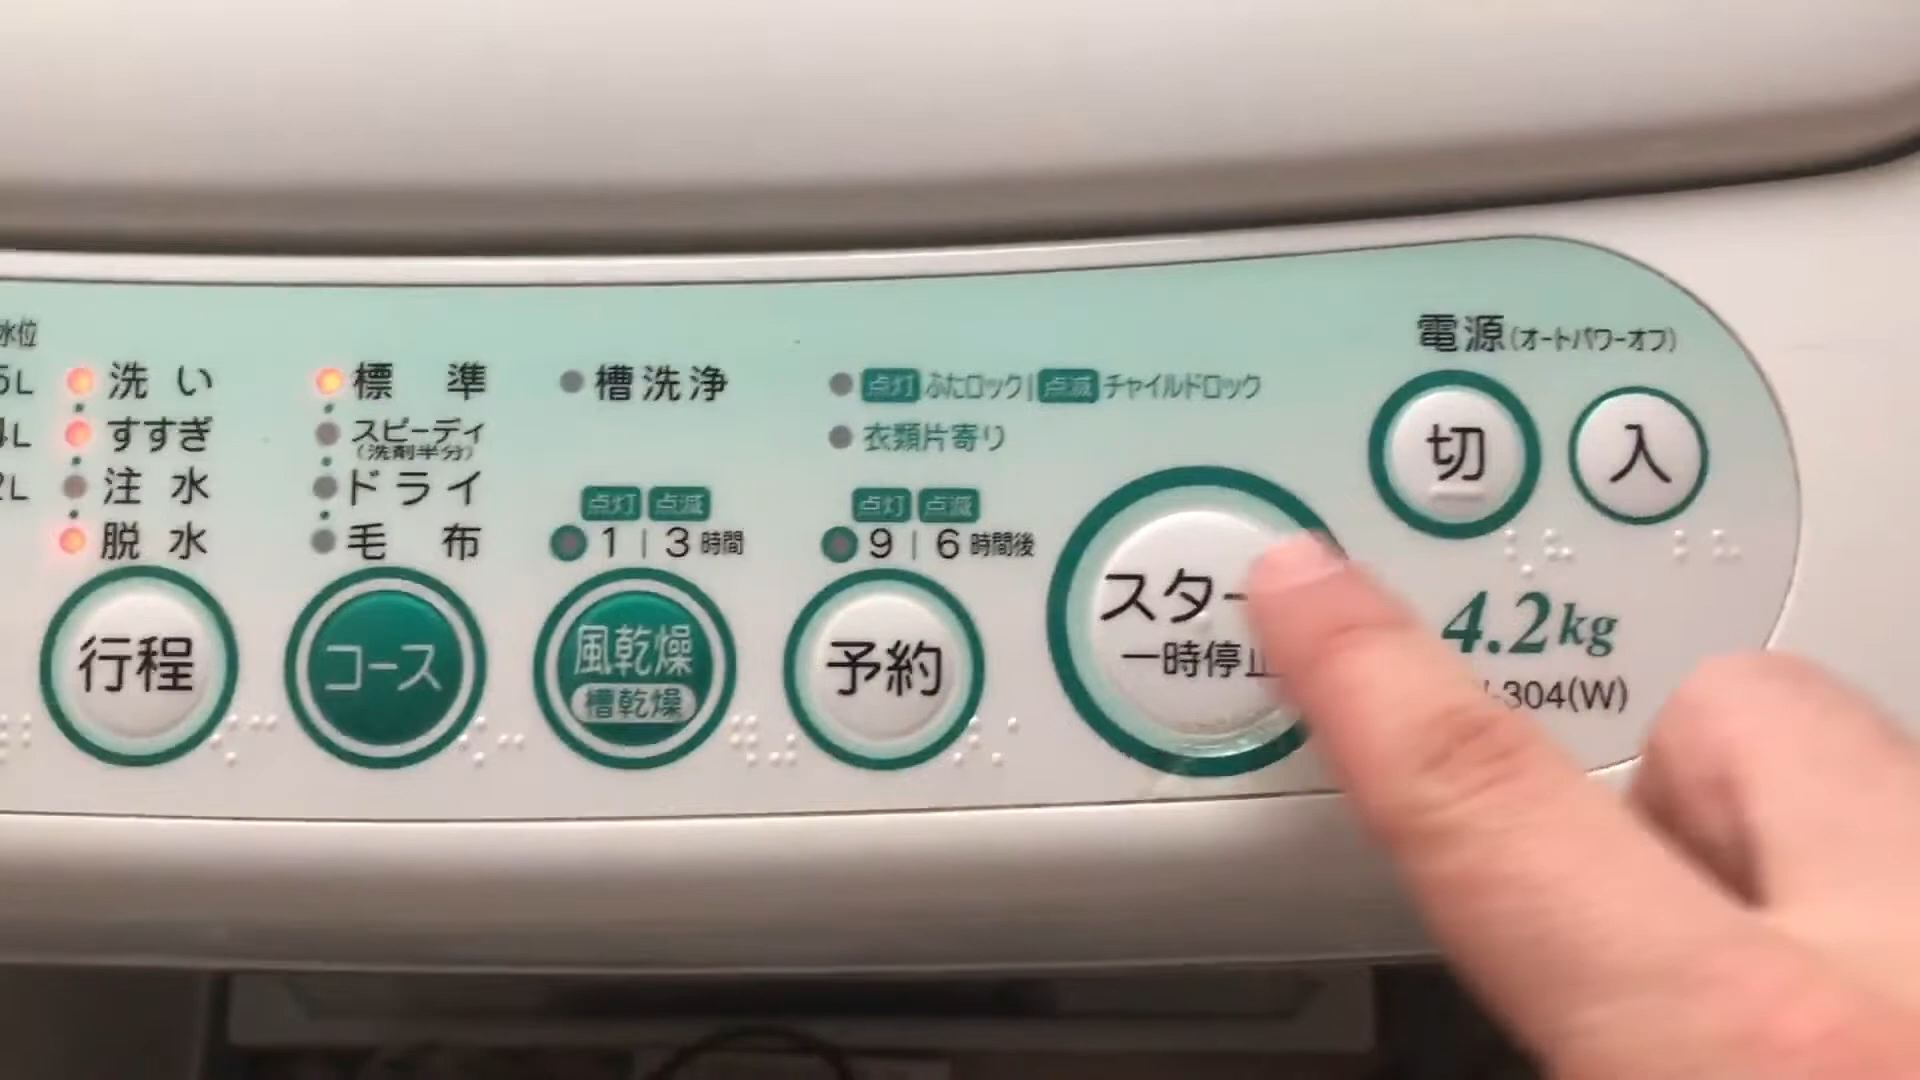 水位
洗い
すすぎ
注水
脱水
行程
標準
スピーディ
(洗剤半分)
ドライ
毛布
コース
槽洗浄
点灯 点滅
1 | 3 時間
風乾燥
槽乾燥
点灯 ふたロック | 点滅 チャイルドロック
衣類片寄り
点灯 点滅
9 | 6 時間後
予約
スター
一時停止
電源(オートパワーオフ)
切 入
4.2kg
-304(W)